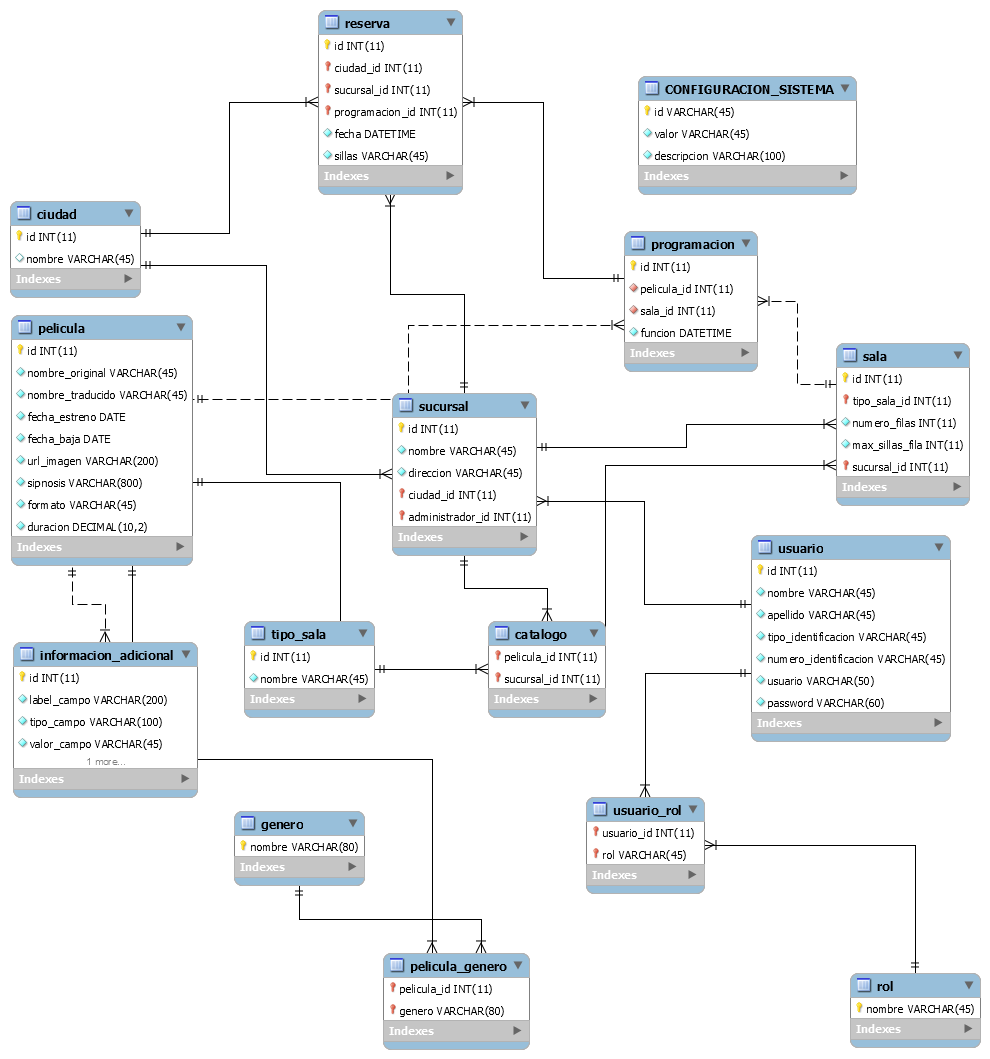 reserva
id INT(11)
ciudad_id INT(11)
sucursal_id INT(11)
programacion_id INT(11)
fecha DATETIME
sillas VARCHAR(45)
Indexes
CONFIGURACION_SISTEMA
id VARCHAR(45)
valor VARCHAR(45)
descripcion VARCHAR(100)
Indexes
ciudad
id INT(11)
nombre VARCHAR(45)
Indexes
programacion
id INT(11)
pelicula_id INT(11)
sala_id INT(11)
funcion DATETIME
Indexes
pelicula
id INT(11)
nombre_original VARCHAR(45)
nombre_traducido VARCHAR(45)
fecha_estreno DATE
fecha_baja DATE
url_imagen VARCHAR(200)
sipnosis VARCHAR(800)
formato VARCHAR(45)
duracion DECIMAL(10,2)
Indexes
sala
id INT(11)
tipo_sala_id INT(11)
numero_filas INT(11)
max_sillas_fila INT(11)
sucursal_id INT(11)
Indexes
sucursal
id INT(11)
nombre VARCHAR(45)
direccion VARCHAR(45)
ciudad_id INT(11)
administrador_id INT(11)
Indexes
usuario
id INT(11)
nombre VARCHAR(45)
apellido VARCHAR(45)
tipo_identificacion VARCHAR(45)
numero_identificacion VARCHAR(45)
usuario VARCHAR(50)
password VARCHAR(60)
Indexes
informacion_adicional
id INT(11)
label_campo VARCHAR(200)
tipo_campo VARCHAR(100)
valor_campo VARCHAR(45)
1 more...
Indexes
tipo_sala
id INT(11)
nombre VARCHAR(45)
Indexes
catalogo
pelicula_id INT(11)
sucursal_id INT(11)
Indexes
genero
nombre VARCHAR(80)
Indexes
usuario_rol
usuario_id INT(11)
rol VARCHAR(45)
Indexes
pelicula_genero
pelicula_id INT(11)
genero VARCHAR(80)
Indexes
rol
nombre VARCHAR(45)
Indexes